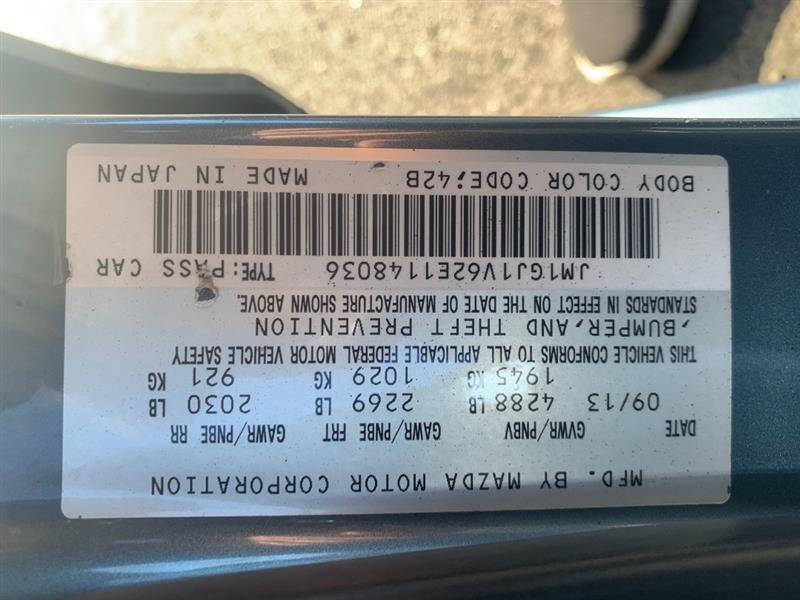 MFD. BY MAZDA MOTOR CORPORATION
DATE GVWR/PNBV GAWR/PNBE FRT GAWR/PNBE RR
09/13 4288 LB 2269 LB 2030 LB
1945 KG 1029 KG 921 KG
THIS VEHICLE CONFORMS TO ALL APPLICABLE FEDERAL MOTOR VEHICLE SAFETY
,BUMPER,AND THEFT PREVENTION
STANDARDS IN EFFECT ON THE DATE OF MANUFACTURE SHOWN ABOVE.
JM1GJ1V62E1148036 TYPE:PASS CAR
BODY COLOR CODE:42B MADE IN JAPAN